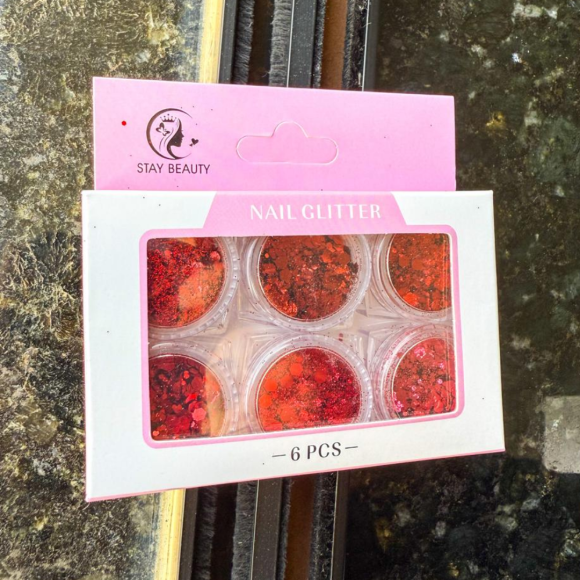 STAY BEAUTY
NAIL GLITTER
–6 PCS–